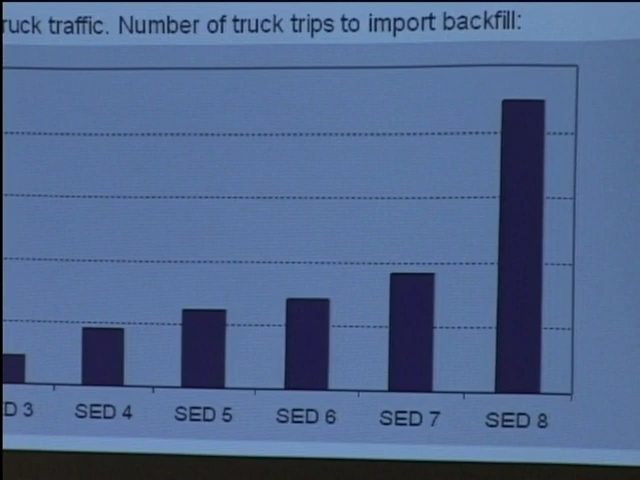 ruck traffic. Number of truck trips to import backfill:
D 3 SED 4 SED 5 SED 6 SED 7 SED 8